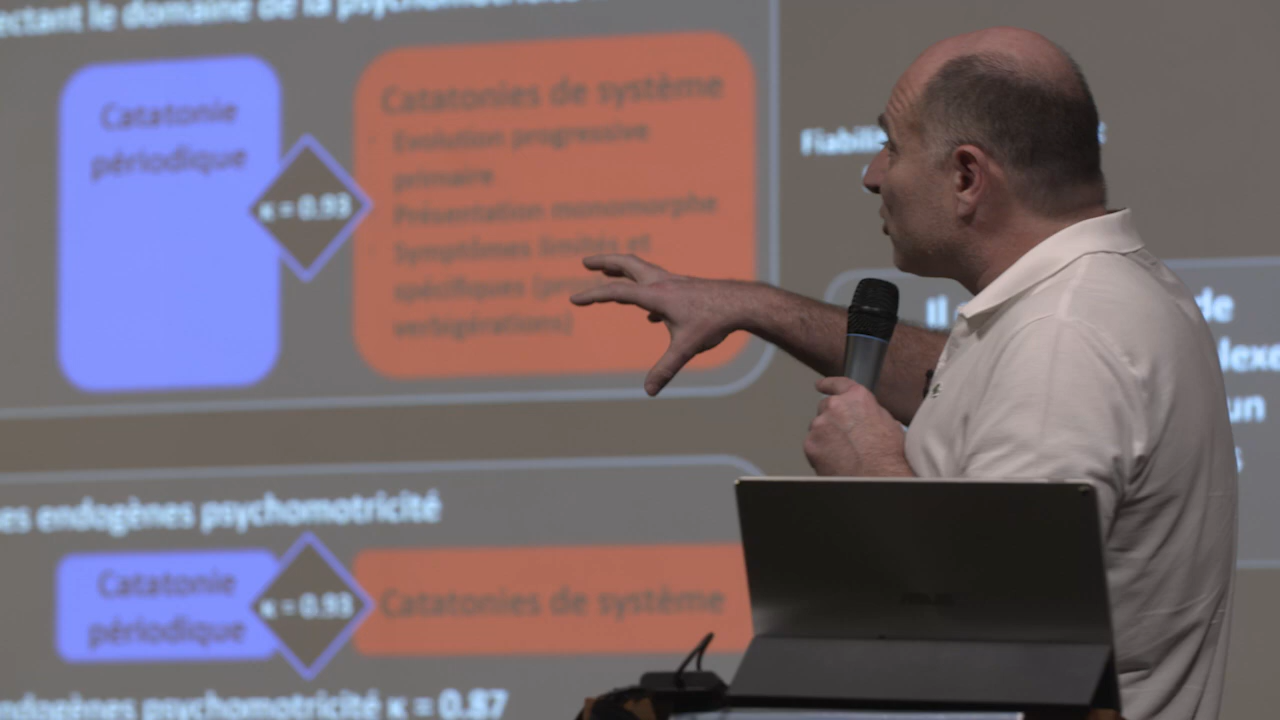 ectant le domaine de la psychomotricité
Catatonie
périodique
κ = 0.93
Catatonies de système
Evolution progressive
primaire
Présentation monomorphe
Symptômes limités et
spécifiques
verbigérations)
Il
de
un
es endogènes psychomotricité
Catatonie
périodique
κ = 0.93
Catatonies de système
endogènes psychomotricité κ = 0.87